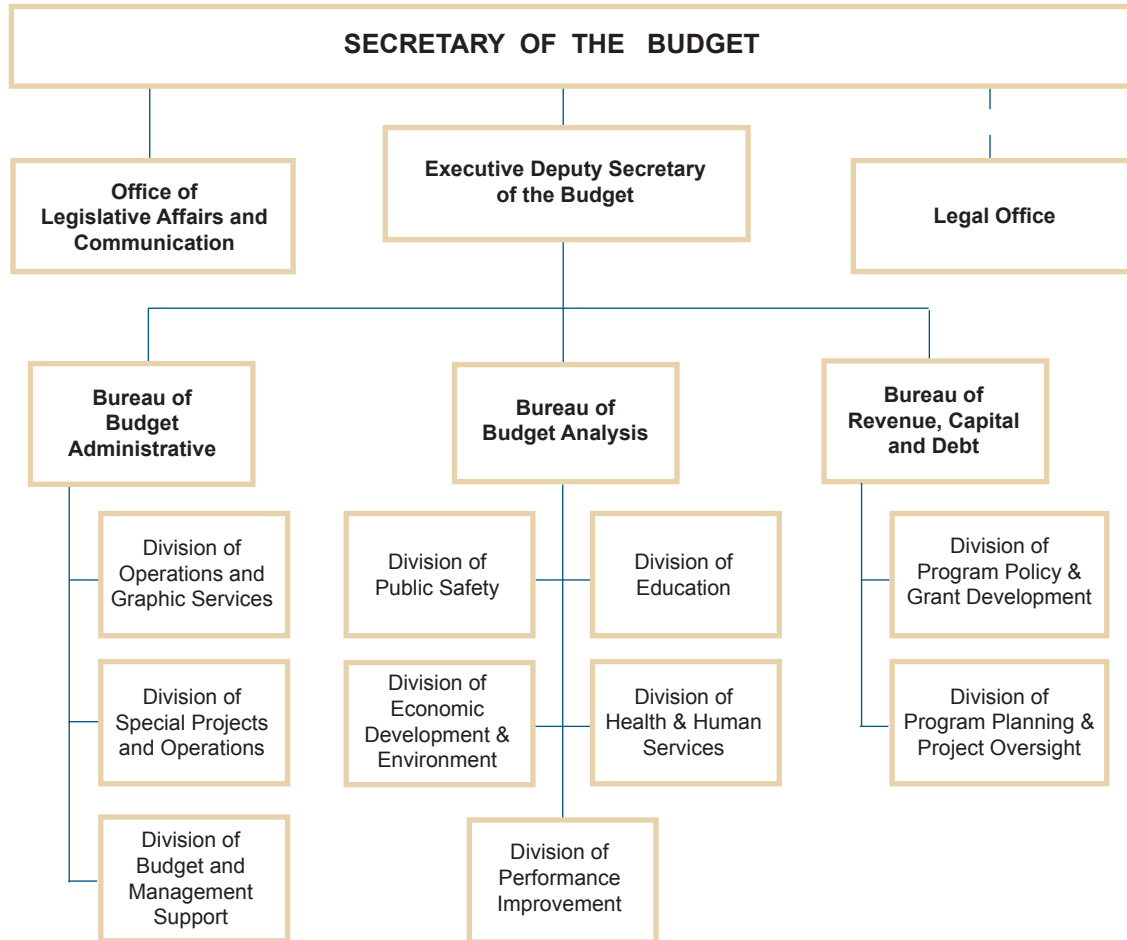 SECRETARY OF THE BUDGET
Office of
Legislative Affairs and
Communication
Executive Deputy Secretary
of the Budget
Legal Office
Bureau of
Budget
Administrative
Bureau of
Budget Analysis
Bureau of
Revenue, Capital
and Debt
Division of
Operations and
Graphic Services
Division of
Public Safety
Division of
Education
Division of
Program Policy &
Grant Development
Division of
Special Projects
and Operations
Division of
Economic
Development &
Environment
Division of
Health & Human
Services
Division of
Program Planning &
Project Oversight
Division of
Budget and
Management
Support
Division of
Performance
Improvement